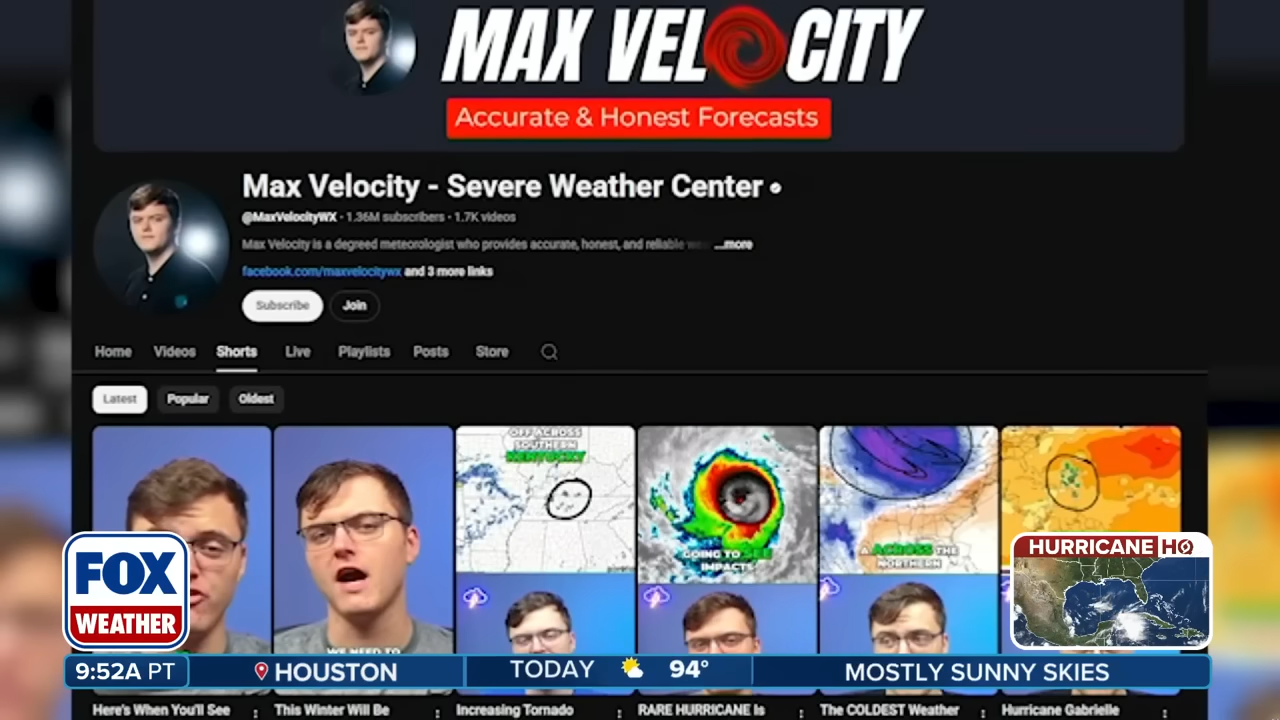 MAX VELOCITY
Accurate & Honest Forecasts
Max Velocity - Severe Weather Center
@MaxVelocityWX · 1.36M subscribers · 1.7K videos
Max Velocity is a degreed meteorologist who provides accurate, honest, and reliable ...more
facebook.com/maxvelocitywx and 3 more links
Subscribe Join
Home Videos Shorts Live Playlists Posts Store
Latest Popular Oldest
OFF ACROSS
SOUTHERN
KENTUCKY
GOING TO SEE
IMPACTS
A ACROSS THE
NORTHERN
WE NEED TO
HURRICANE HQ
FOX
WEATHER
9:52A PT HOUSTON TODAY 94° MOSTLY SUNNY SKIES
Here's When You'll See This Winter Will Be Increasing Tornado RARE HURRICANE Is The COLDEST Weather Hurricane Gabrielle